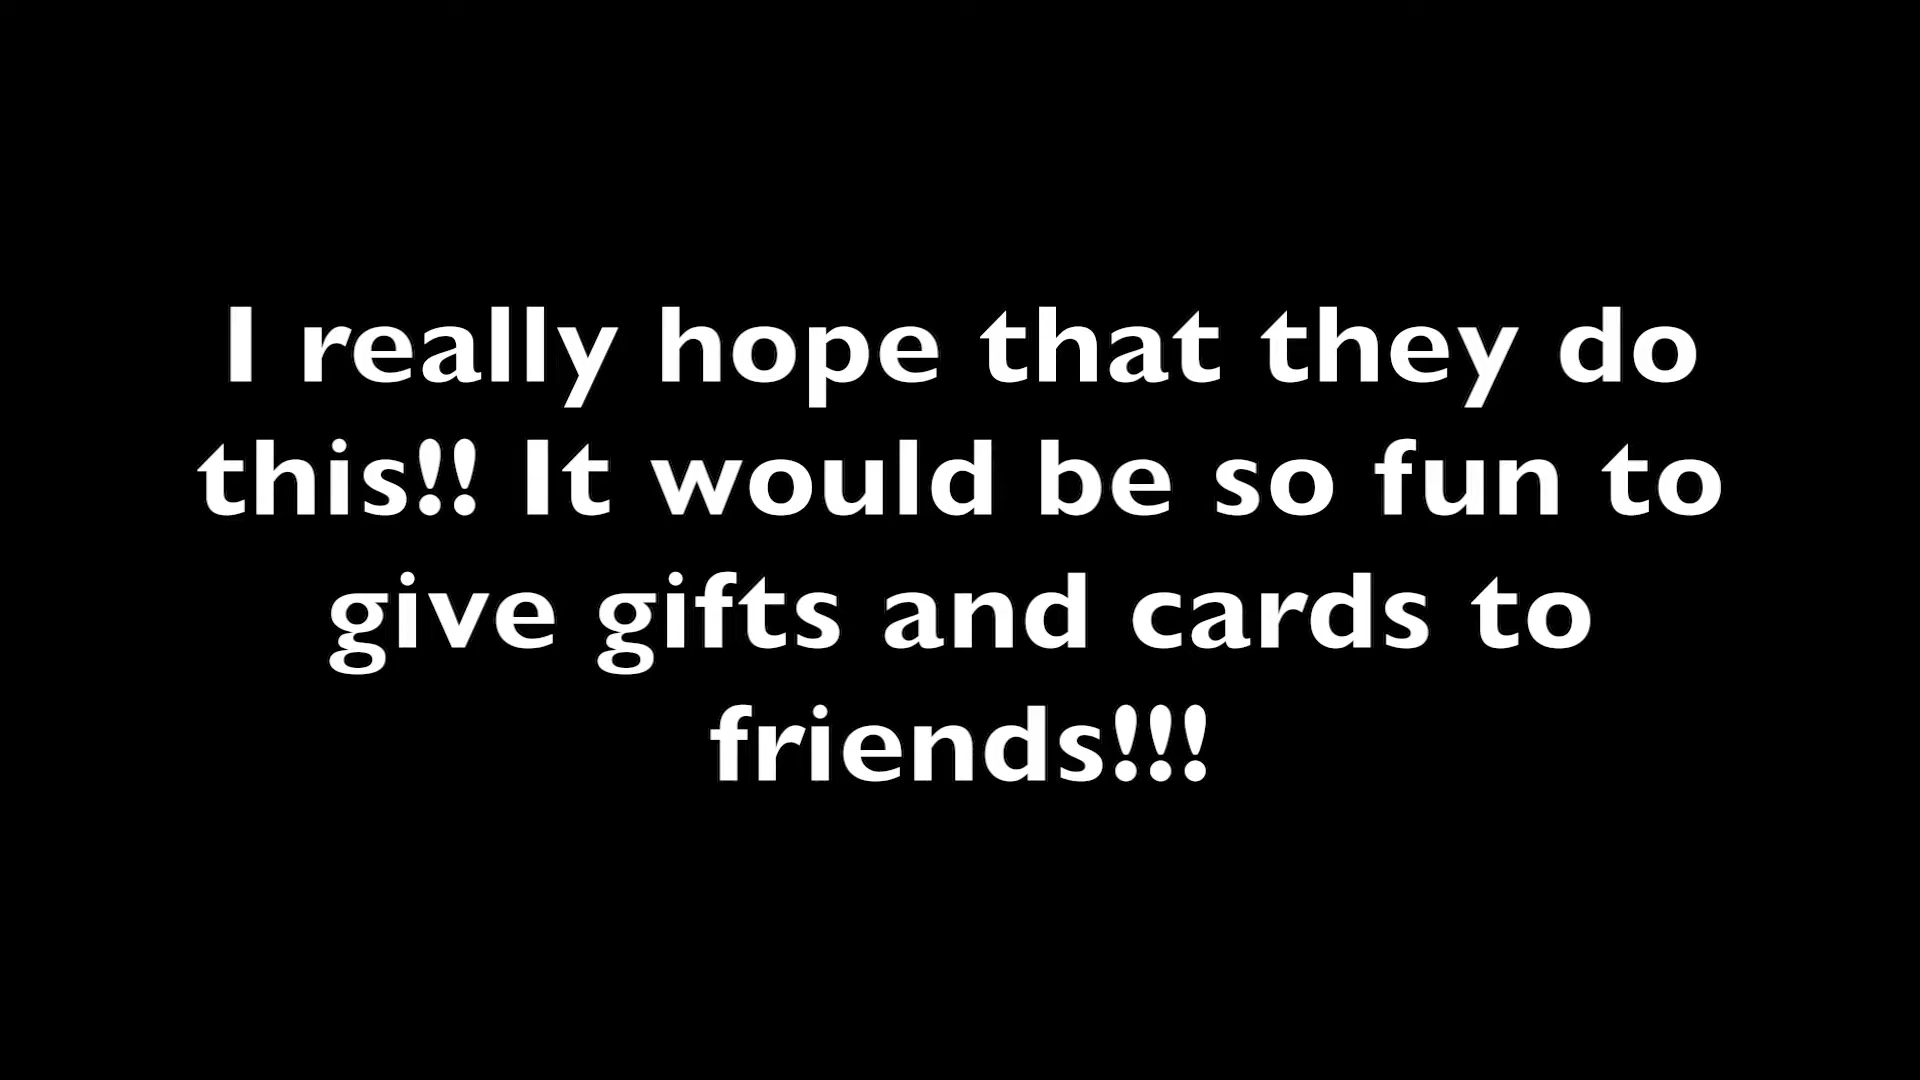 I really hope that they do
this!! It would be so fun to
give gifts and cards to
friends!!!